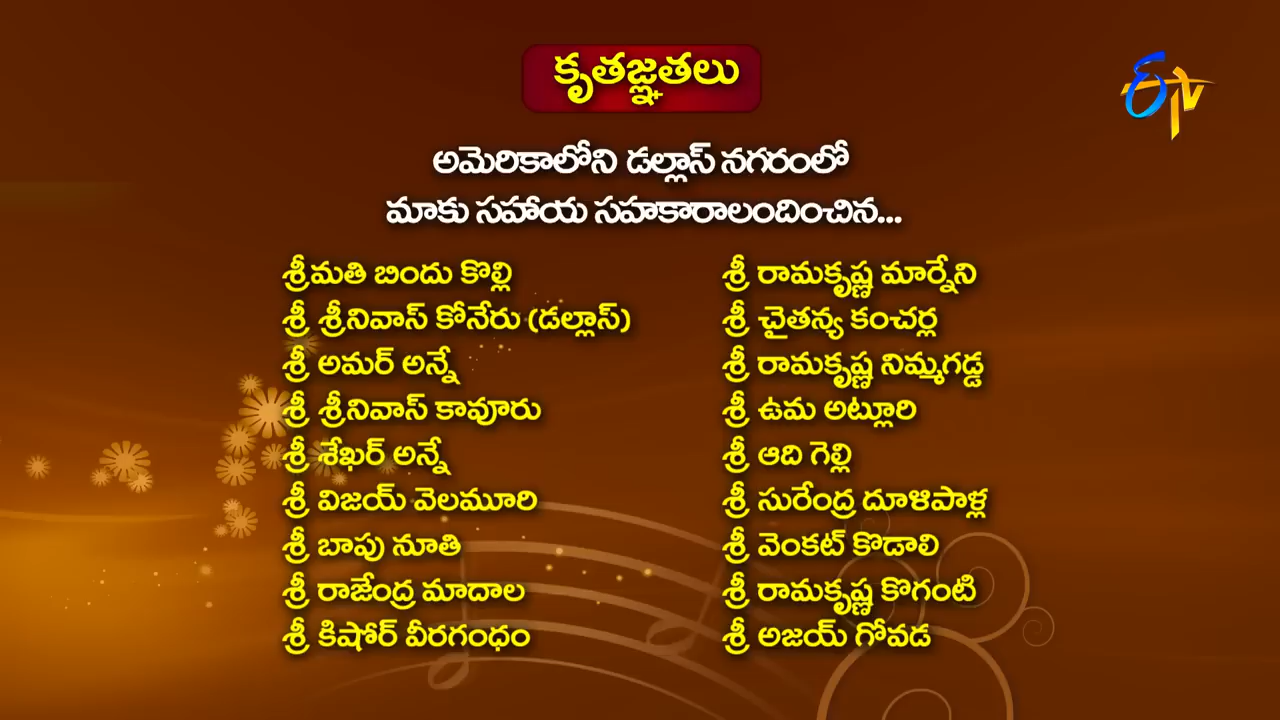 కృతజ్ఞతలు
ETV
అమెరికాలోని డల్లాస్ నగరంలో
మాకు సహాయ సహకారాలందించిన...
శ్రీమతి బిందు కొల్లి
శ్రీ శ్రీనివాస్ కోనేరు (డల్లాస్)
శ్రీ అమర్ అన్నే
శ్రీ శ్రీనివాస్ కావూరు
శ్రీ శేఖర్ అన్నే
శ్రీ విజయ్ వెలమూరి
శ్రీ బాపు నూతి
శ్రీ రాజేంద్ర మాదాల
శ్రీ కిషోర్ వీరగంధం
శ్రీ రామకృష్ణ మార్నేని
శ్రీ చైతన్య కంచర్ల
శ్రీ రామకృష్ణ నిమ్మగడ్డ
శ్రీ ఉమ అట్లూరి
శ్రీ ఆది గెల్లి
శ్రీ సురేంద్ర దూళిపాళ్ల
శ్రీ వెంకట్ కొడాలి
శ్రీ రామకృష్ణ కొగంటి
శ్రీ అజయ్ గోవడ